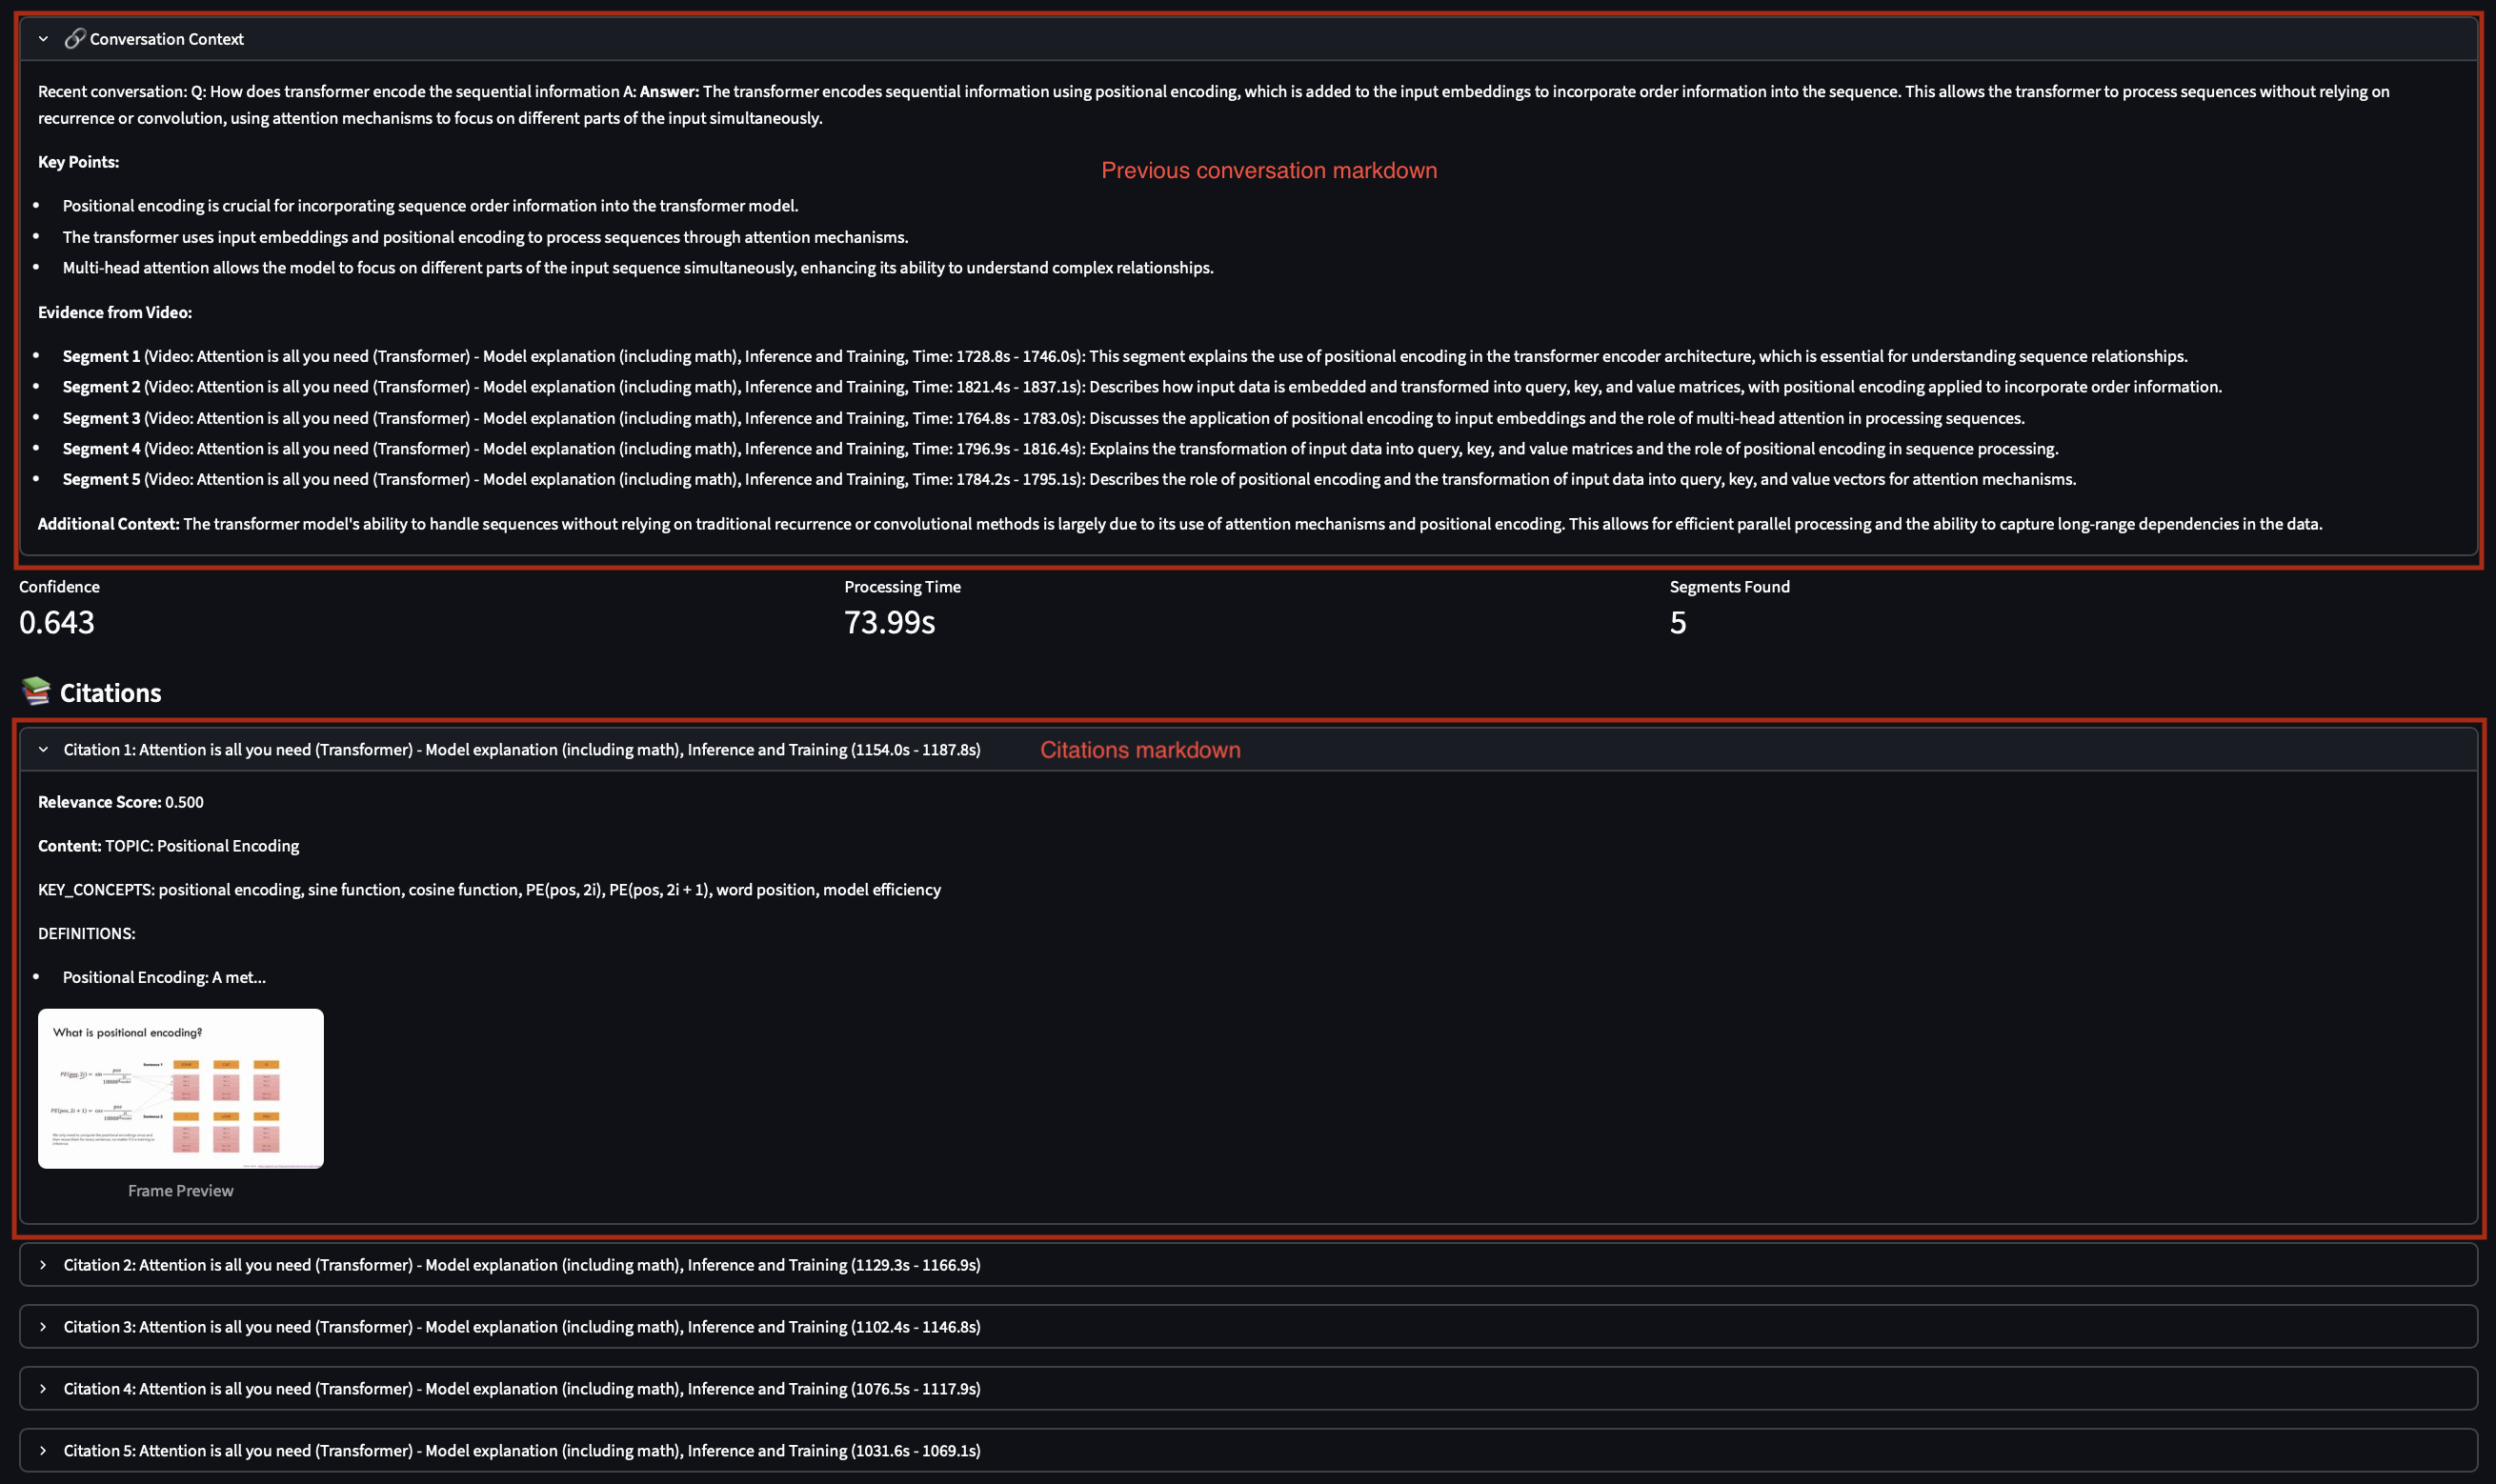 Conversation Context
Recent conversation: Q: How does transformer encode the sequential information A: Answer: The transformer encodes sequential information using positional encoding, which is added to the input embeddings to incorporate order information into the sequence. This allows the transformer to process sequences without relying on
recurrence or convolution, using attention mechanisms to focus on different parts of the input simultaneously.
Key Points:
Previous conversation markdown
• Positional encoding is crucial for incorporating sequence order information into the transformer model.
• The transformer uses input embeddings and positional encoding to process sequences through attention mechanisms.
• Multi-head attention allows the model to focus on different parts of the input sequence simultaneously, enhancing its ability to understand complex relationships.
Evidence from Video:
• Segment 1 (Video: Attention is all you need (Transformer) - Model explanation (including math), Inference and Training, Time: 1728.8s - 1746.0s): This segment explains the use of positional encoding in the transformer encoder architecture, which is essential for understanding sequence relationships.
• Segment 2 (Video: Attention is all you need (Transformer) - Model explanation (including math), Inference and Training, Time: 1821.4s - 1837.1s): Describes how input data is embedded and transformed into query, key, and value matrices, with positional encoding applied to incorporate order information.
• Segment 3 (Video: Attention is all you need (Transformer) - Model explanation (including math), Inference and Training, Time: 1764.8s - 1783.0s): Discusses the application of positional encoding to input embeddings and the role of multi-head attention in processing sequences.
• Segment 4 (Video: Attention is all you need (Transformer) - Model explanation (including math), Inference and Training, Time: 1796.9s - 1816.4s): Explains the transformation of input data into query, key, and value matrices and the role of positional encoding in sequence processing.
• Segment 5 (Video: Attention is all you need (Transformer) - Model explanation (including math), Inference and Training, Time: 1784.2s - 1795.1s): Describes the role of positional encoding and the transformation of input data into query, key, and value vectors for attention mechanisms.
Additional Context: The transformer model's ability to handle sequences without relying on traditional recurrence or convolutional methods is largely due to its use of attention mechanisms and positional encoding. This allows for efficient parallel processing and the ability to capture long-range dependencies in the data.
Confidence Processing Time Segments Found
0.643 73.99s 5
Citations
Citation 1: Attention is all you need (Transformer) - Model explanation (including math), Inference and Training (1154.0s - 1187.8s) Citations markdown
Relevance Score: 0.500
Content: TOPIC: Positional Encoding
KEY_CONCEPTS: positional encoding, sine function, cosine function, PE(pos, 2i), PE(pos, 2i + 1), word position, model efficiency
DEFINITIONS:
• Positional Encoding: A met...
What is positional encoding?
Sentence 1
Sentence 2
Frame Preview
Citation 2: Attention is all you need (Transformer) - Model explanation (including math), Inference and Training (1129.3s - 1166.9s)
Citation 3: Attention is all you need (Transformer) - Model explanation (including math), Inference and Training (1102.4s - 1146.8s)
Citation 4: Attention is all you need (Transformer) - Model explanation (including math), Inference and Training (1076.5s - 1117.9s)
Citation 5: Attention is all you need (Transformer) - Model explanation (including math), Inference and Training (1031.6s - 1069.1s)